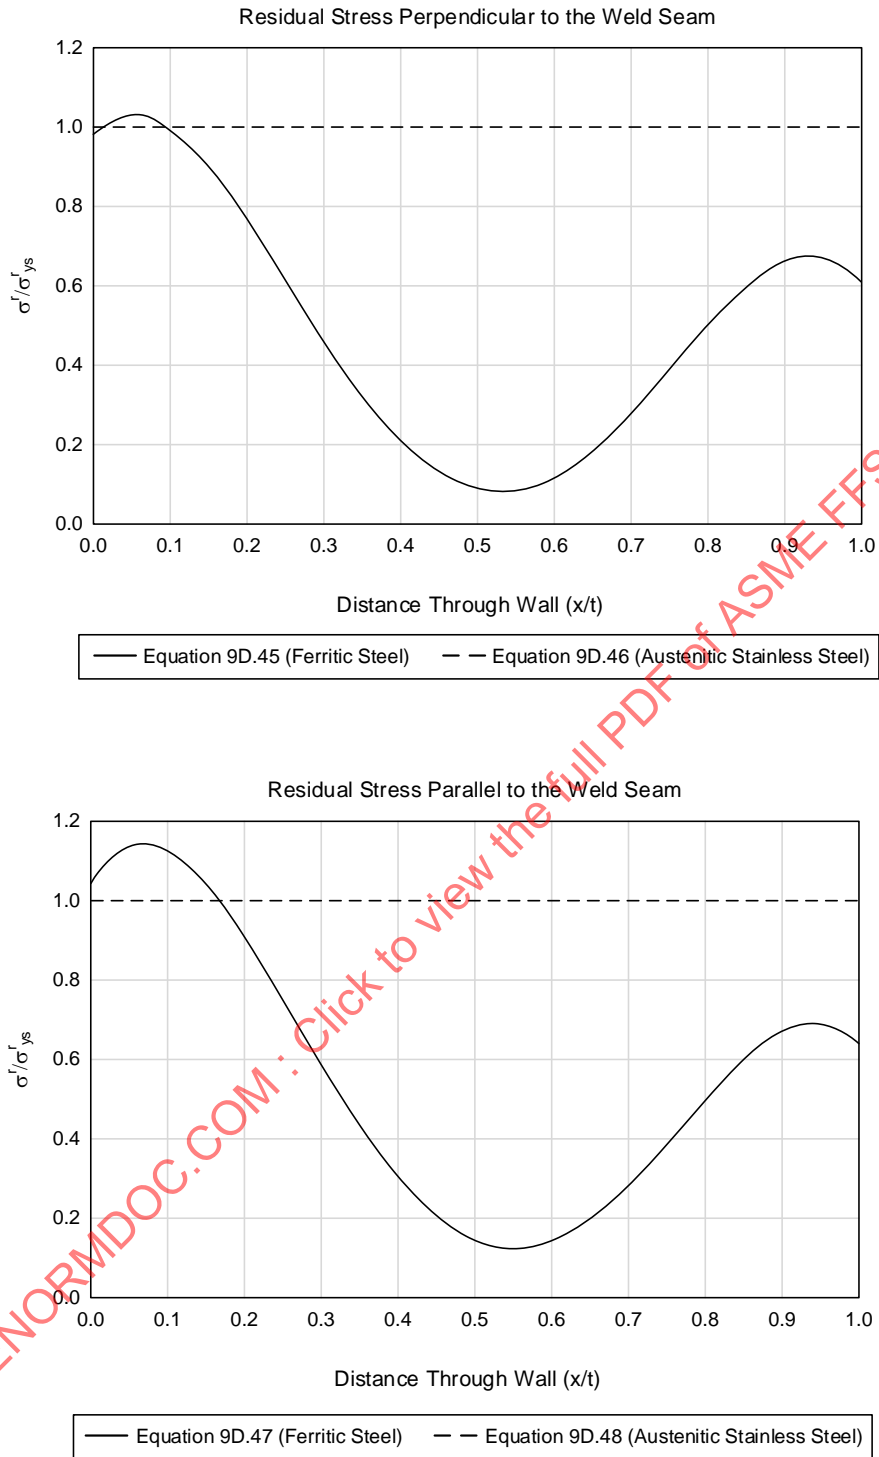 Residual Stress Perpendicular to the Weld Seam
1.2
1.0
0.8
0.6
0.4
0.2
0.0
σʳ/σʳys
0.0 0.1 0.2 0.3 0.4 0.5 0.6 0.7 0.8 0.9 1.0
Distance Through Wall (x/t)
Equation 9D.45 (Ferritic Steel) Equation 9D.46 (Austenitic Stainless Steel)
Residual Stress Parallel to the Weld Seam
1.2
1.0
0.8
0.6
0.4
0.2
0.0
σʳ/σʳys
0.0 0.1 0.2 0.3 0.4 0.5 0.6 0.7 0.8 0.9 1.0
Distance Through Wall (x/t)
Equation 9D.47 (Ferritic Steel) Equation 9D.48 (Austenitic Stainless Steel)
ENORMDOC.COM : Click to view the full PDF of ASME FFS